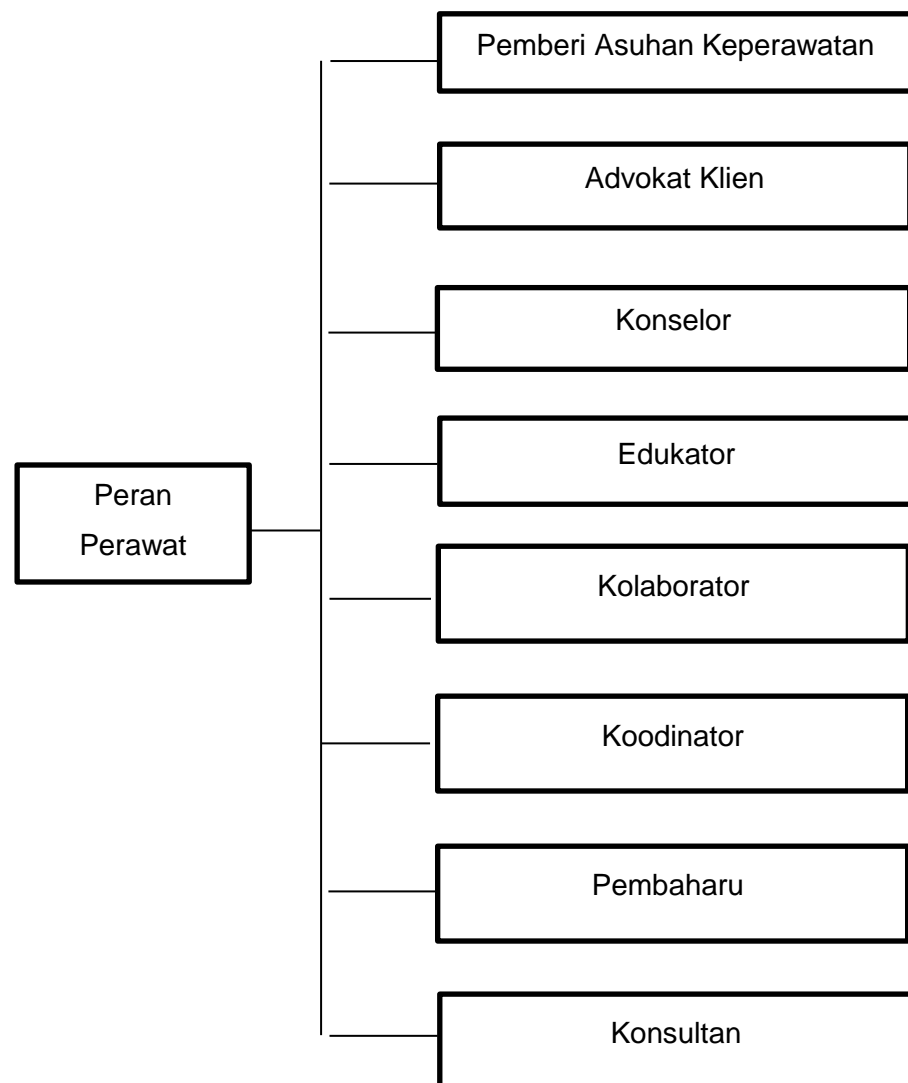 Pemberi Asuhan Keperawatan
Advokat Klien
Konselor
Edukator
Peran
Perawat
Kolaborator
Koodinator
Pembaharu
Konsultan